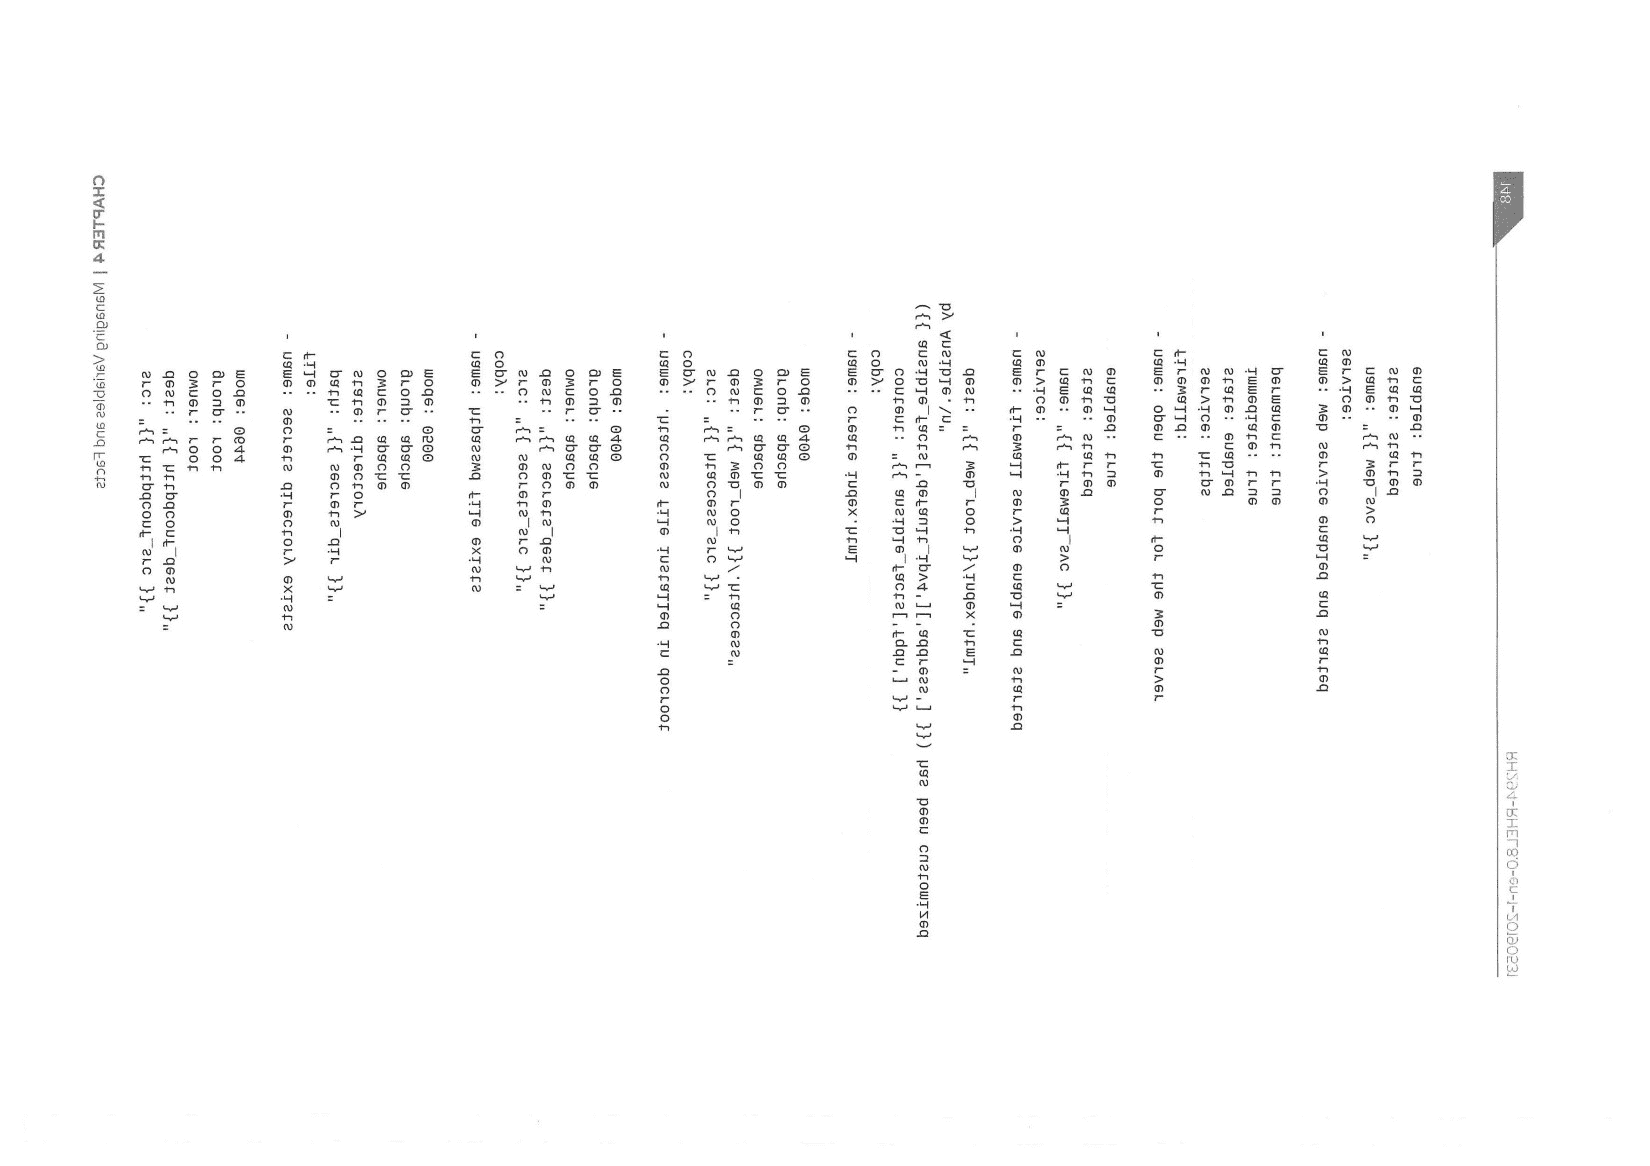 CHAPTER 4 | Managing Variables and Facts
src: "{{ httpdconf_src }}"
dest: "{{ httpdconf_dest }}"
owner: root
group: root
mode: 0644
- name: secrets directory exists
file:
path: "{{ secrets_dir }}"
state: directory
owner: apache
group: apache
mode: 0500
- name: htpasswd file exists
copy:
src: "{{ secrets_src }}"
dest: "{{ secrets_dest }}"
owner: apache
group: apache
mode: 0400
- name: .htaccess file installed in docroot
copy:
src: "{{ htaccess_src }}"
dest: "{{ web_root }}/.htaccess"
owner: apache
group: apache
mode: 0400
- name: create index.html
copy:
content: "{{ ansible_facts['fqdn'] }}
({{ ansible_facts['default_ipv4']['address'] }}) has been customized
by Ansible.\n"
dest: "{{ web_root }}/index.html"
- name: firewall service enable and started
service:
name: "{{ firewall_svc }}"
state: started
enabled: true
- name: open the port for the web server
firewalld:
service: https
state: enabled
immediate: true
permanent: true
- name: web service enabled and started
service:
name: "{{ web_svc }}"
state: started
enabled: true
148
RH294-RHEL8.0-en-1-20190531